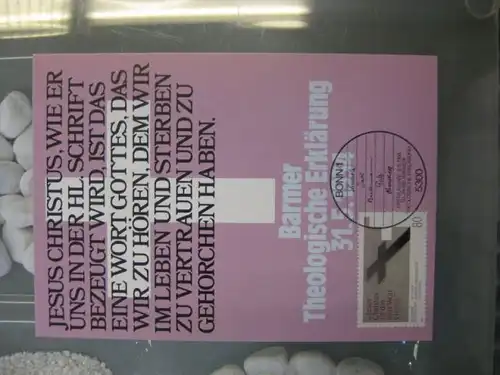 JESUS CHRISTUS, WIE ER
UNS IN DER HL. SCHRIFT
BEZEUGT WIRD, IST DAS
EINE WORT GOTTES, DAS
WIR ZU HÖREN, DEM WIR
IM LEBEN UND STERBEN
ZU VERTRAUEN UND ZU
GEHORCHEN HABEN.
Barmer
Theologische Erklärung
31.5.
BONN 1
5300
80